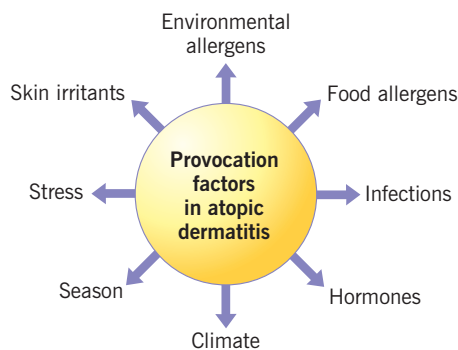 Environmental
allergens
Skin irritants
Food allergens
Provocation
factors
in atopic
dermatitis
Stress
Infections
Season
Hormones
Climate